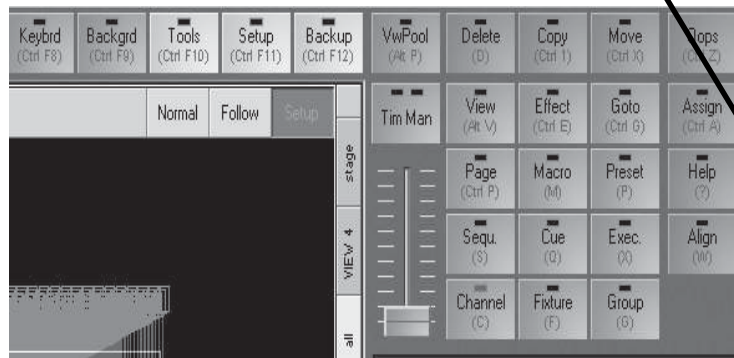 Keybrd Backgrd Tools Setup Backup VwPool Delete Copy Move Oops
(Ctrl F8) (Ctrl F9) (Ctrl F10) (Ctrl F11) (Ctrl F12) (Alt P) (D) (Ctrl 1) (Ctrl X) (Ctrl Z)
Normal Follow Setup Tim Man View Effect Goto Assign
(Alt V) (Ctrl E) (Ctrl G) (Ctrl A)
stage
Page Macro Preset Help
(Ctrl P) (M) (P) (?)
VIEW 4
Sequ. Cue Exec. Align
(S) (Q) (X) (W)
all
Channel Fixture Group
(C) (F) (G)